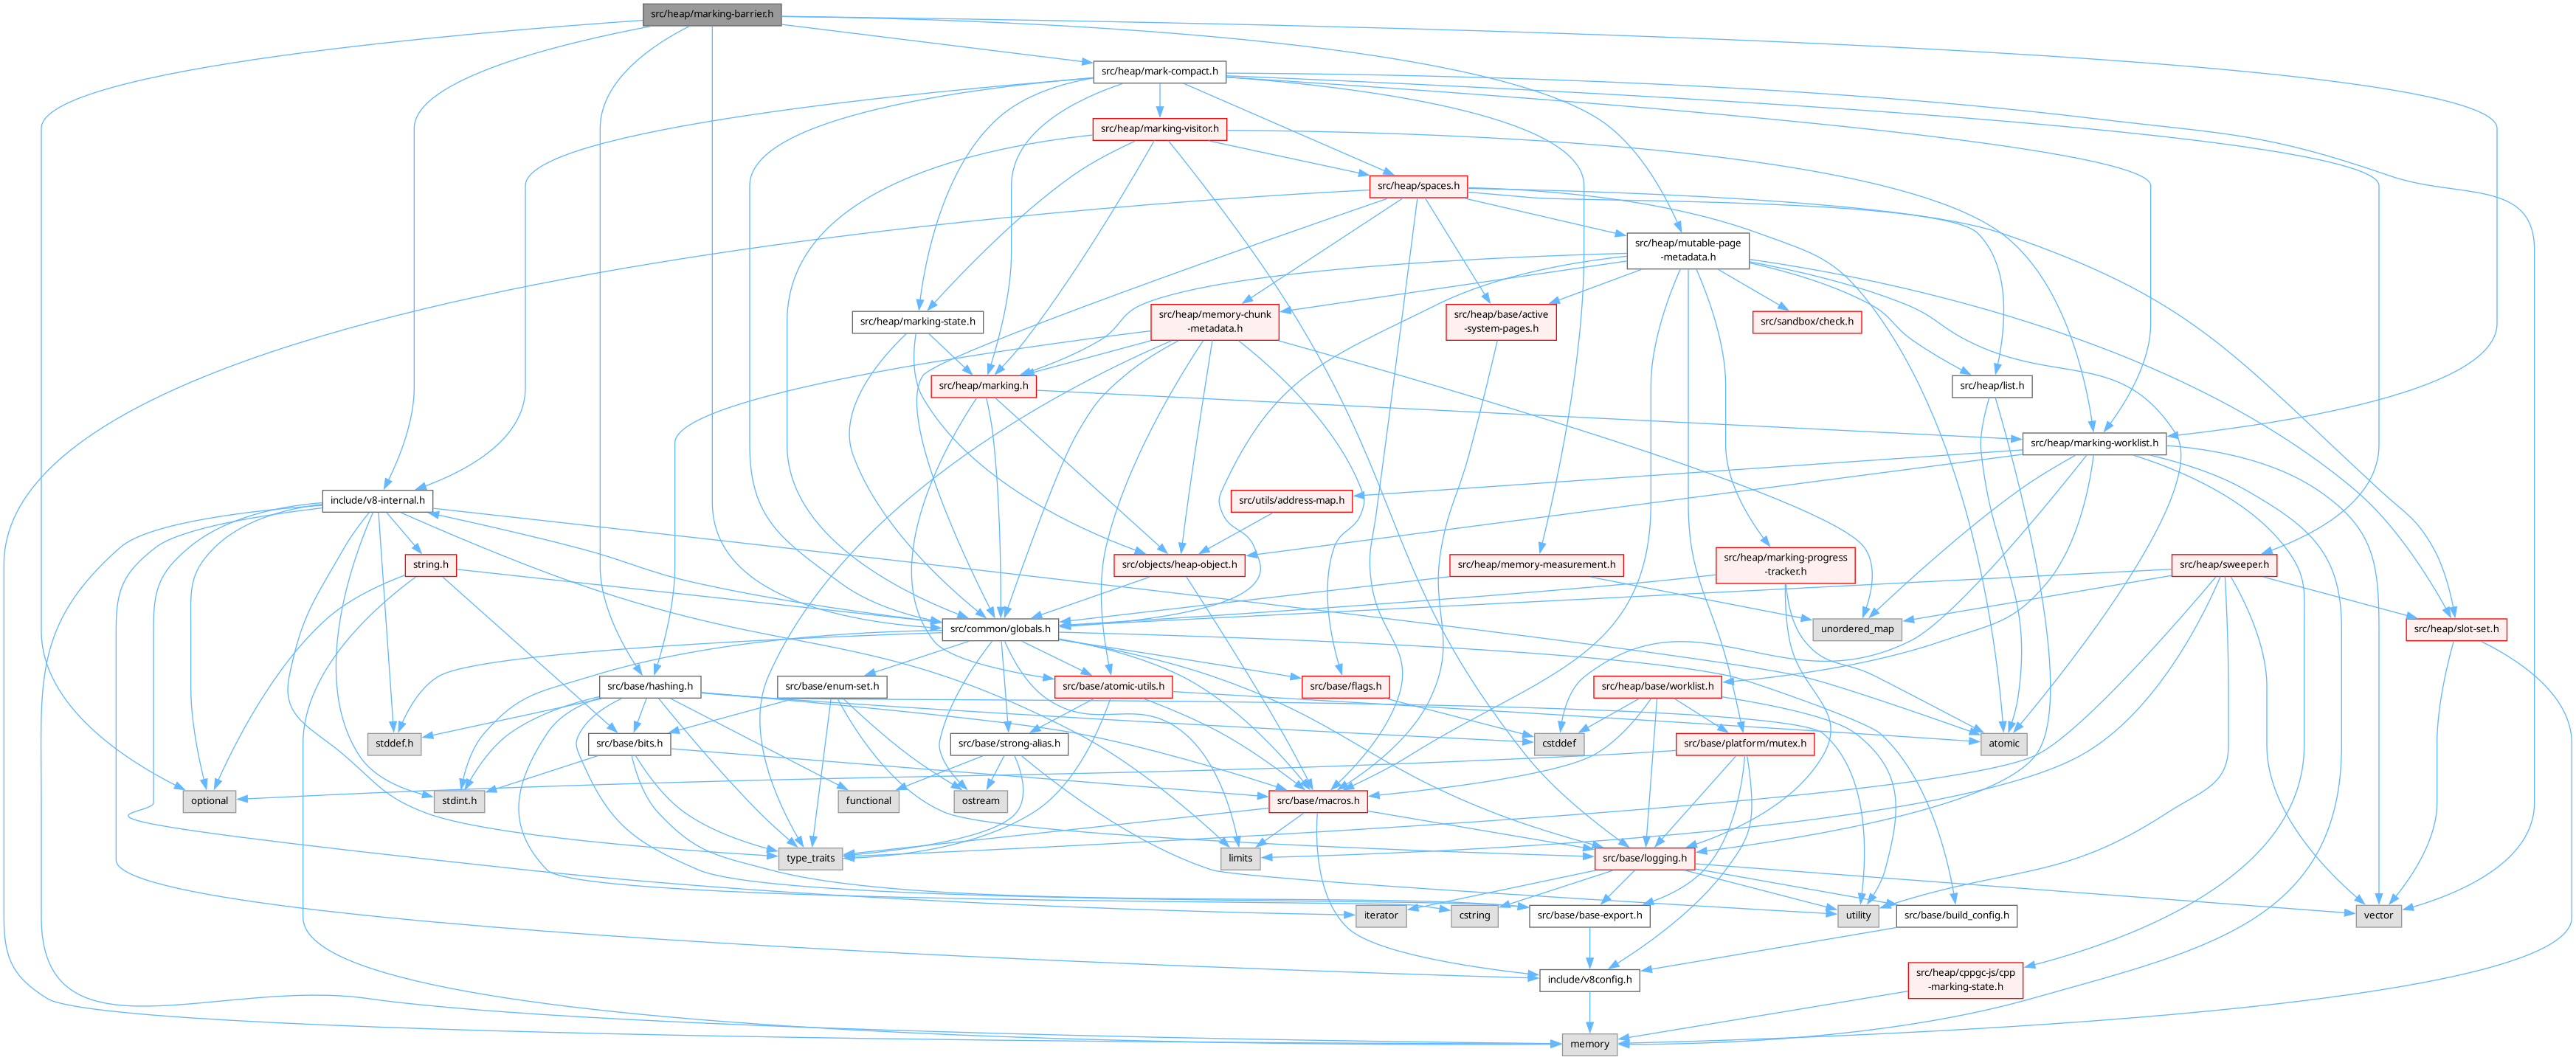 src/heap/marking-barrier.h
src/heap/mark-compact.h
src/heap/marking-visitor.h
src/heap/spaces.h
src/heap/mutable-page
-metadata.h
src/heap/marking-state.h
src/heap/memory-chunk
-metadata.h
src/heap/base/active
-system-pages.h
src/sandbox/check.h
src/heap/marking.h
src/heap/list.h
src/heap/marking-worklist.h
include/v8-internal.h
src/utils/address-map.h
string.h
src/objects/heap-object.h
src/heap/memory-measurement.h
src/heap/marking-progress
-tracker.h
src/heap/sweeper.h
src/common/globals.h
unordered_map
src/heap/slot-set.h
src/base/hashing.h
src/base/enum-set.h
src/base/atomic-utils.h
src/base/flags.h
src/heap/base/worklist.h
stddef.h
src/base/bits.h
src/base/strong-alias.h
cstddef
src/base/platform/mutex.h
atomic
optional
stdint.h
functional
ostream
src/base/macros.h
type_traits
limits
src/base/logging.h
iterator
cstring
src/base/base-export.h
utility
src/base/build_config.h
vector
include/v8config.h
src/heap/cppgc-js/cpp
-marking-state.h
memory